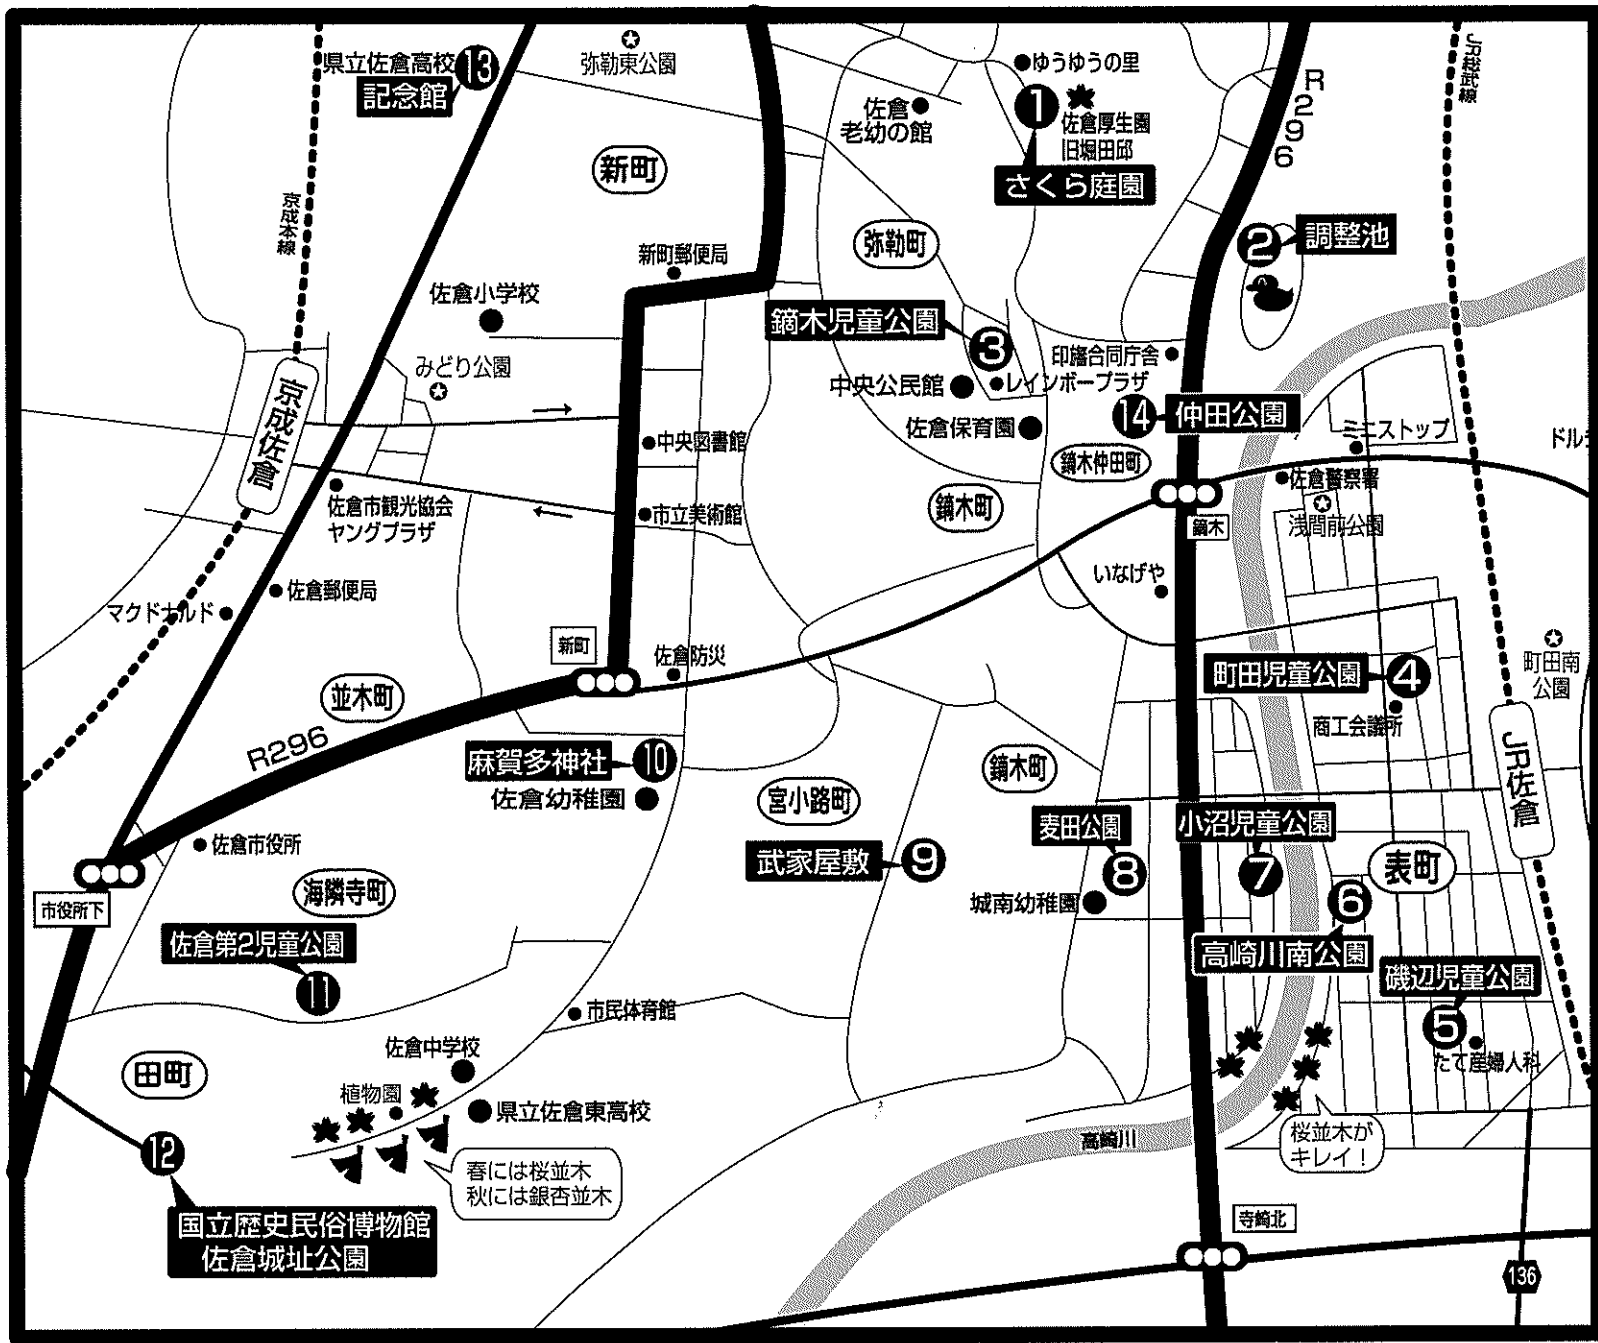 県立佐倉高校
13
記念館
弥勒東公園
ゆうゆうの里
佐倉
老幼の館
1
佐倉厚生園
旧堀田邸
さくら庭園
R296
JR総武線
新町
京成本線
弥勒町
2
調整池
新町郵便局
佐倉小学校
鏑木児童公園
3
印旛合同庁舎
みどり公園
中央公民館
レインボープラザ
京成佐倉
14
仲田公園
佐倉保育園
ミニストップ
ドル
中央図書館
鏑木仲田町
佐倉警察署
佐倉市観光協会
ヤングプラザ
市立美術館
鏑木町
鏑木
浅間前公園
いなげや
佐倉郵便局
マクドナルド
新町
佐倉防災
町田児童公園
4
町田南
公園
並木町
商工会議所
R296
麻賀多神社
10
佐倉幼稚園
鏑木町
JR佐倉
宮小路町
麦田公園
小沼児童公園
佐倉市役所
武家屋敷
9
8
7
表町
市役所下
海隣寺町
城南幼稚園
6
佐倉第2児童公園
高崎川南公園
磯辺児童公園
11
市民体育館
5
たて産婦人科
佐倉中学校
田町
植物園
県立佐倉東高校
高崎川
桜並木が
キレイ!
12
春には桜並木
秋には銀杏並木
国立歴史民俗博物館
佐倉城址公園
寺崎北
136